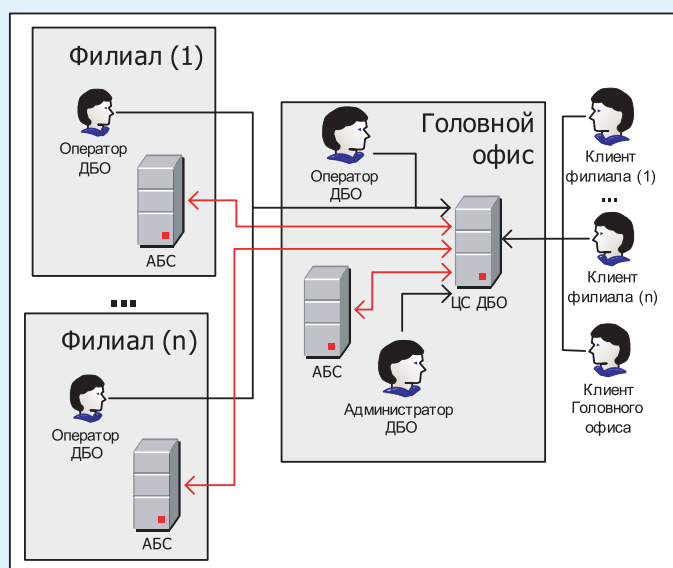 Филиал (1)
Оператор
ДБО
АБС
...
Филиал (n)
Оператор
ДБО
АБС
Головной
офис
Оператор
ДБО
ЦС ДБО
АБС
Администратор
ДБО
Клиент
филиала (1)
...
Клиент
филиала (n)
Клиент
Головного
офиса